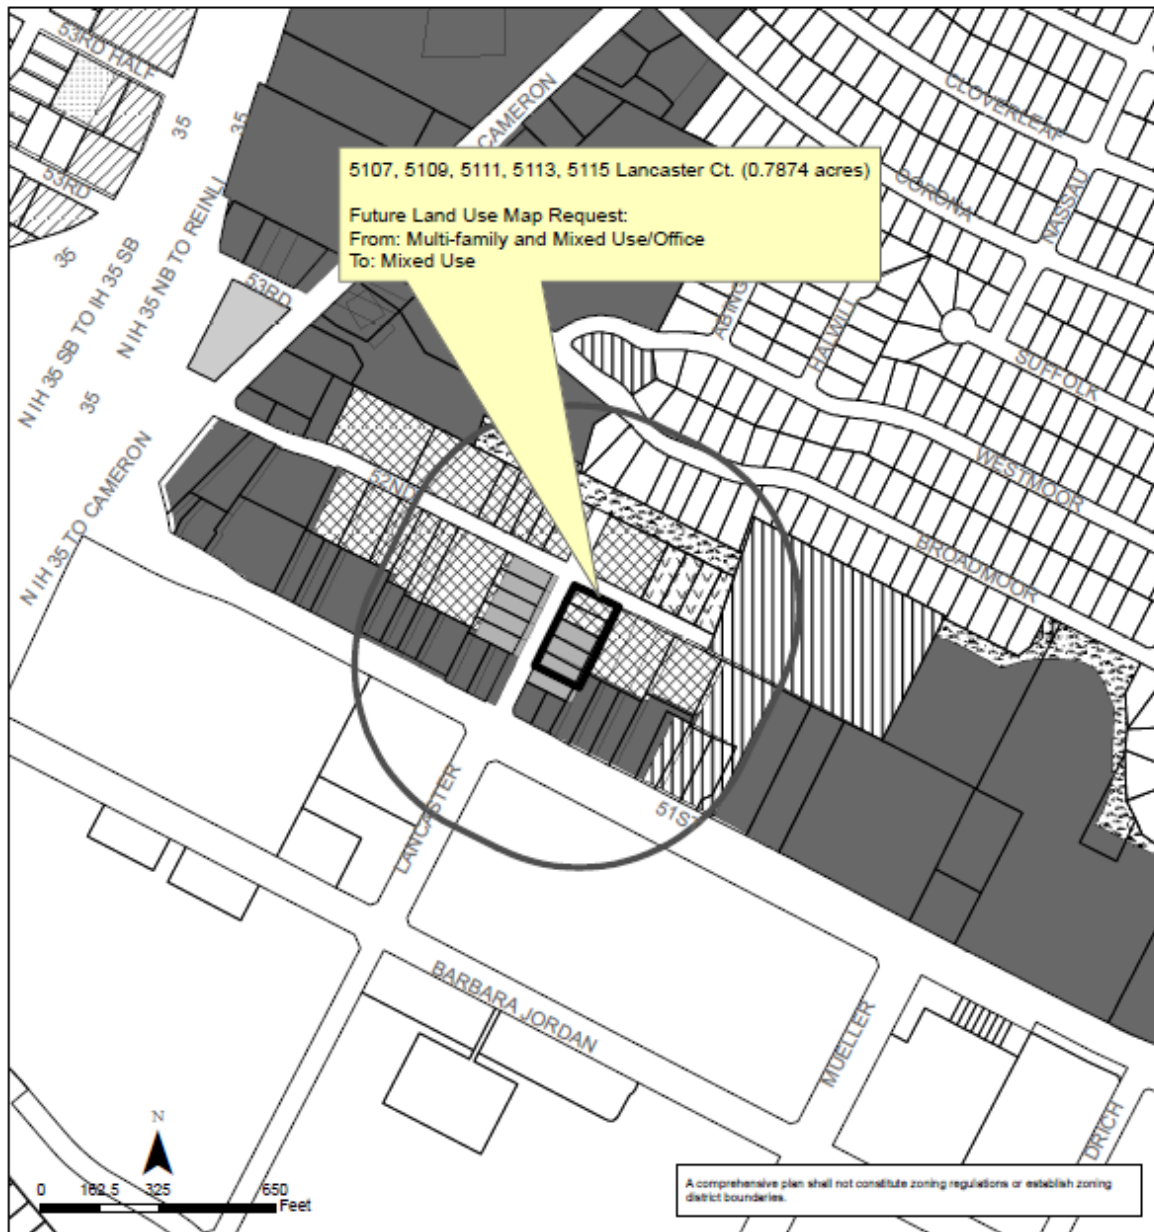 53RD HALF
35
35
CAMERON
CLOVERLEAF
5107, 5109, 5111, 5113, 5115 Lancaster Ct. (0.7874 acres)
Future Land Use Map Request:
From: Multi-family and Mixed Use/Office
To: Mixed Use
CORONA
NASSAU
53RD
35
N IH 35 SB TO IH 35 SB
N IH 35 NB TO REINLI
53RD
ABING
HALWILL
SUFFOLK
35
N IH 35 TO CAMERON
52ND
WESTMOOR
BROADMOOR
LANCASTER
51ST
BARBARA JORDAN
MUELLER
DRICH
N
0 162.5 325 650
Feet
A comprehensive plan shall not constitute zoning regulations or establish zoning
district boundaries.